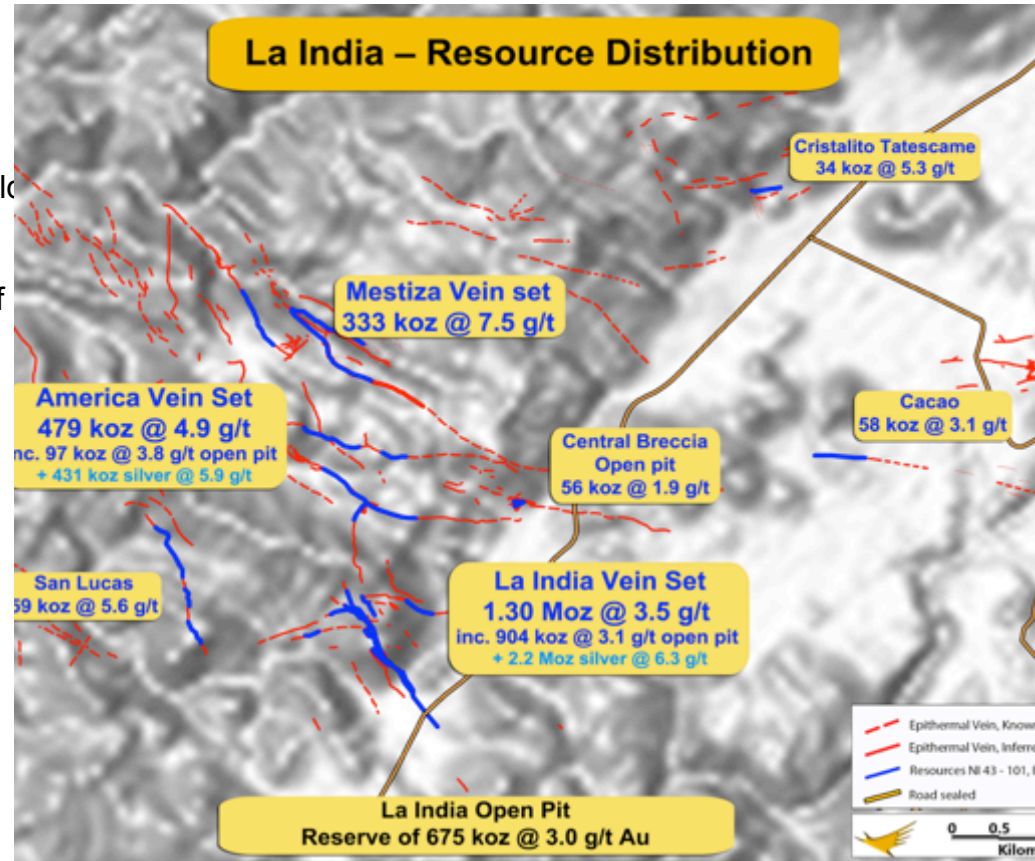 La India – Resource Distribution
Cristalito Tatescame
34 koz @ 5.3 g/t
f
Mestiza Vein set
333 koz @ 7.5 g/t
America Vein Set
479 koz @ 4.9 g/t
inc. 97 koz @ 3.8 g/t open pit
+ 431 koz silver @ 5.9 g/t
Cacao
58 koz @ 3.1 g/t
Central Breccia
Open pit
56 koz @ 1.9 g/t
San Lucas
59 koz @ 5.6 g/t
La India Vein Set
1.30 Moz @ 3.5 g/t
inc. 904 koz @ 3.1 g/t open pit
+ 2.2 Moz silver @ 6.3 g/t
Epithermal Vein, Know
Epithermal Vein, Inferre
Resources NI 43 - 101,
Road sealed
0 0.5
Kilom
La India Open Pit
Reserve of 675 koz @ 3.0 g/t Au